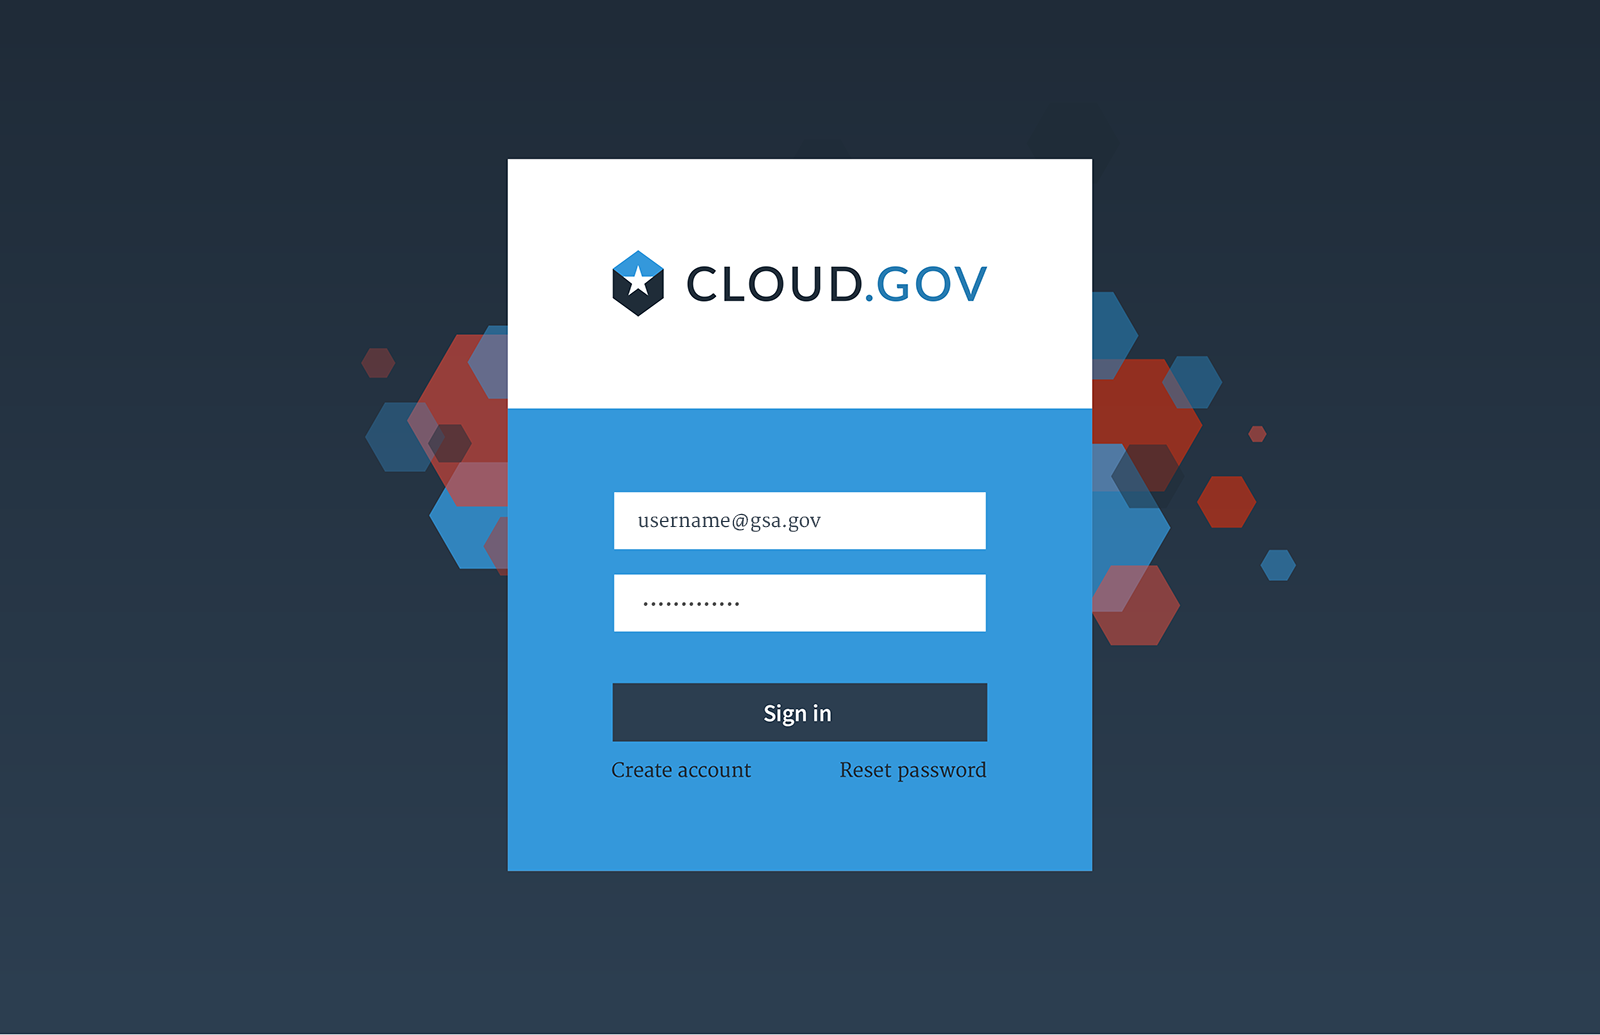 CLOUD.GOV
username@gsa.gov
·············
Sign in
Create account
Reset password